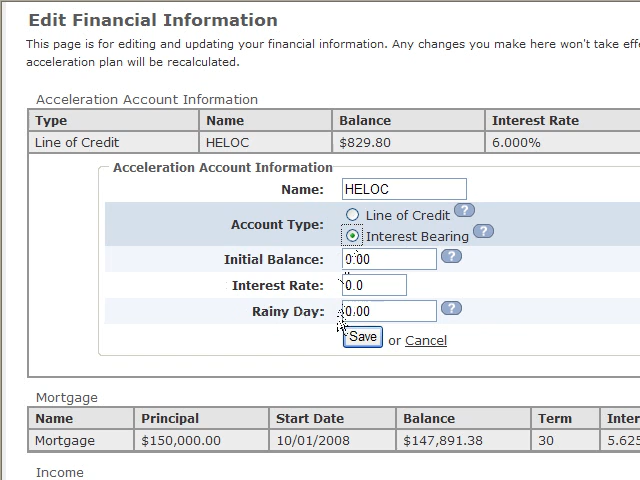 Edit Financial Information
This page is for editing and updating your financial information. Any changes you make here won't take
acceleration plan will be recalculated.
Acceleration Account Information
Type Name Balance Interest Rate
Line of Credit HELOC $829.80 6.000%
Acceleration Account Information
Name: HELOC
Account Type: Line of Credit ?
Interest Bearing ?
Initial Balance: 0.00 ?
Interest Rate: 0.0
Rainy Day: 0.00 ?
Save or Cancel
Mortgage
Name Principal Start Date Balance Term
Mortgage $150,000.00 10/01/2008 $147,891.38 30 5.625
Income